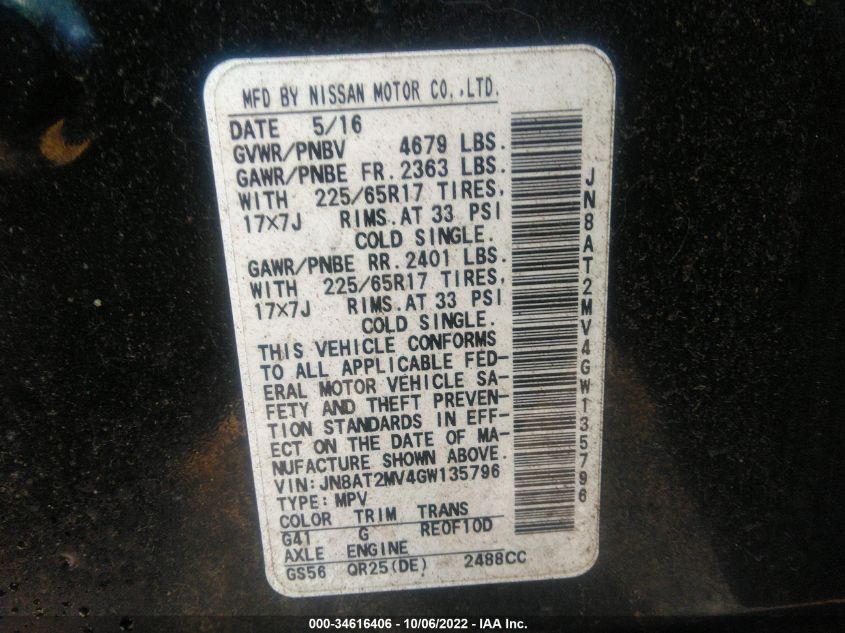 MFD BY NISSAN MOTOR CO.,LTD.
DATE 5/16
GVWR/PNBV 4679 LBS.
GAWR/PNBE FR. 2363 LBS.
WITH 225/65R17 TIRES,
17×7J RIMS. AT 33 PSI
COLD SINGLE.
GAWR/PNBE RR. 2401 LBS.
WITH 225/65R17 TIRES,
17×7J RIMS. AT 33 PSI
COLD SINGLE.
THIS VEHICLE CONFORMS
TO ALL APPLICABLE FED-
ERAL MOTOR VEHICLE SA-
FETY AND THEFT PREVEN-
TION STANDARDS IN EFF-
ECT ON THE DATE OF MA-
NUFACTURE SHOWN ABOVE.
VIN:JN8AT2MV4GW135796
TYPE:MPV
COLOR TRIM TRANS
G41 G RE0F10D
AXLE ENGINE
GS56 QR25(DE) 2488CC
JN8AT2MV4GW135796
000-34616406 - 10/06/2022 - IAA Inc.